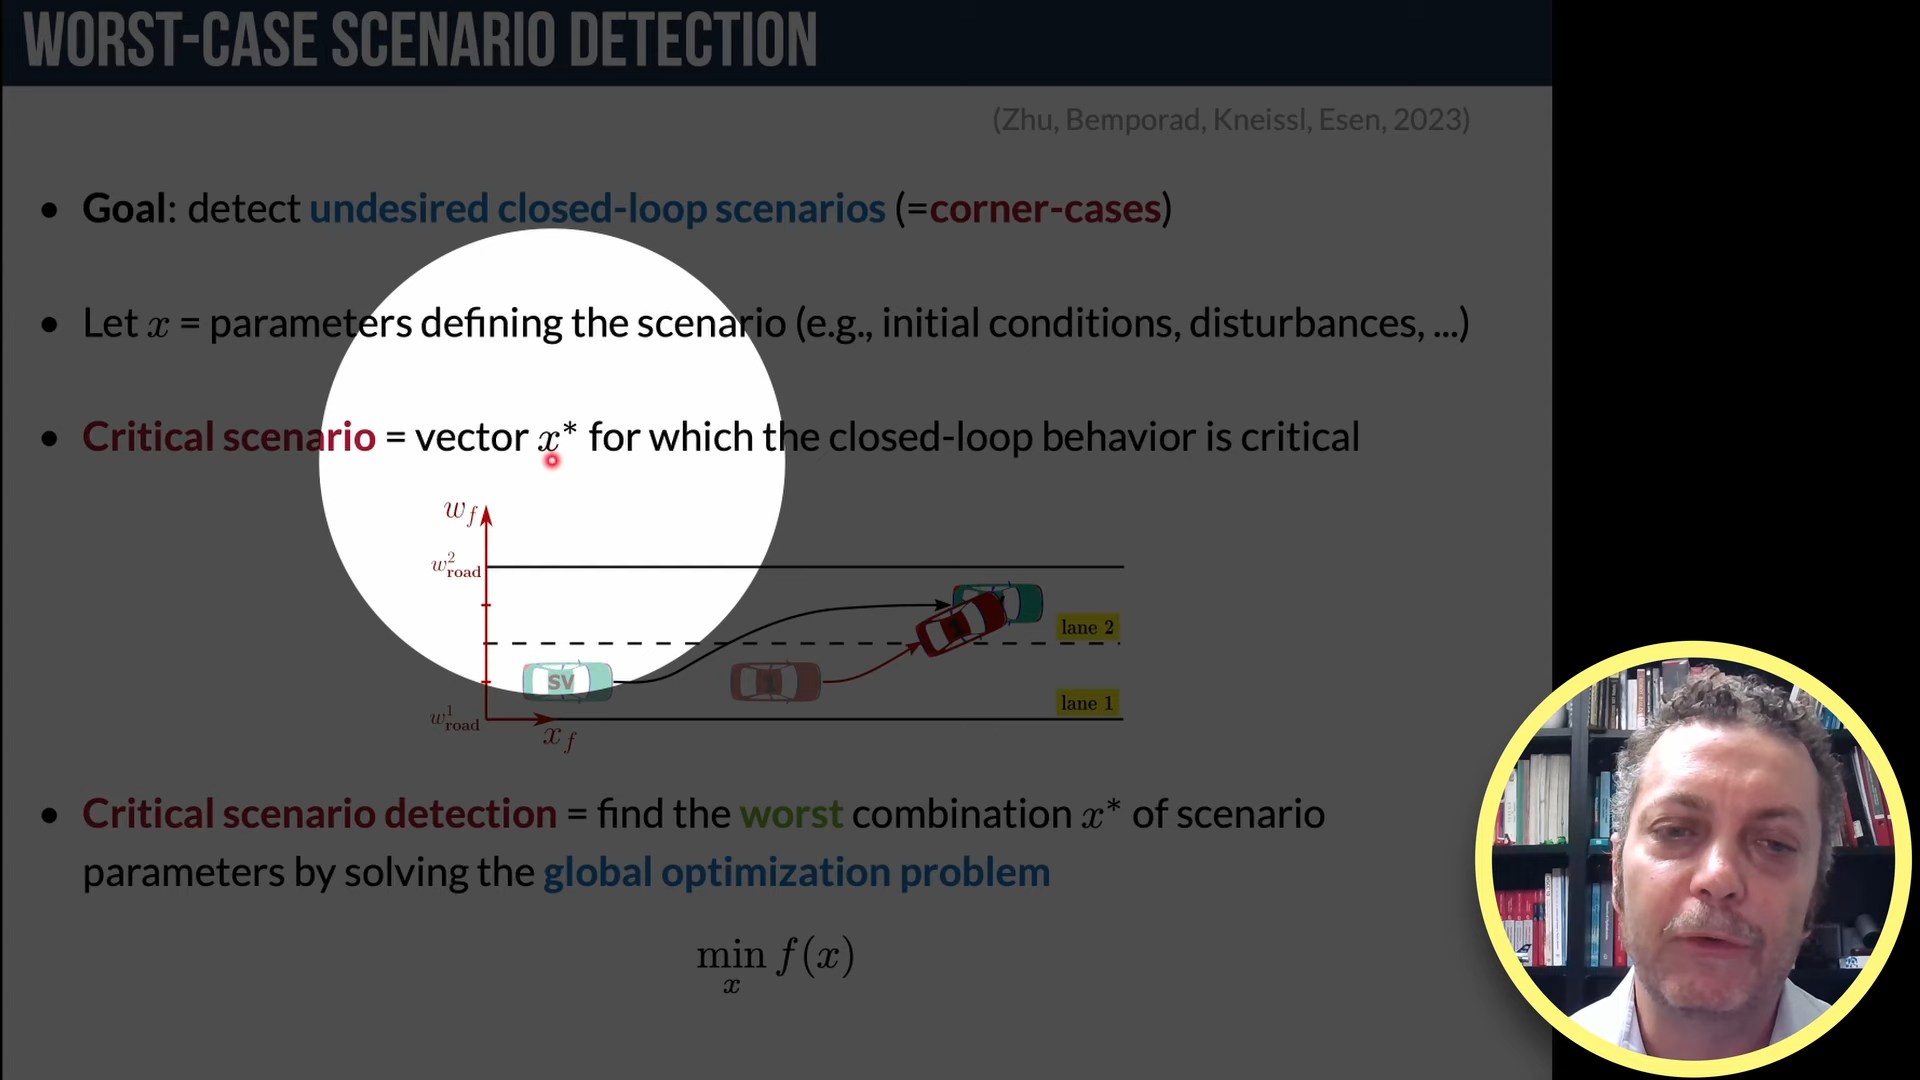 WORST-CASE SCENARIO DETECTION
(Zhu, Bemporad, Kneissl, Esen, 2023)
• Goal: detect undesired closed-loop scenarios (=corner-cases)
• Let x = parameters defining the scenario (e.g., initial conditions, disturbances, ...)
• Critical scenario = vector x* for which the closed-loop behavior is critical
w_f
w²_road
lane 2
SV
1
lane 1
w¹_road
x_f
• Critical scenario detection = find the worst combination x* of scenario
parameters by solving the global optimization problem
min f(x)
x